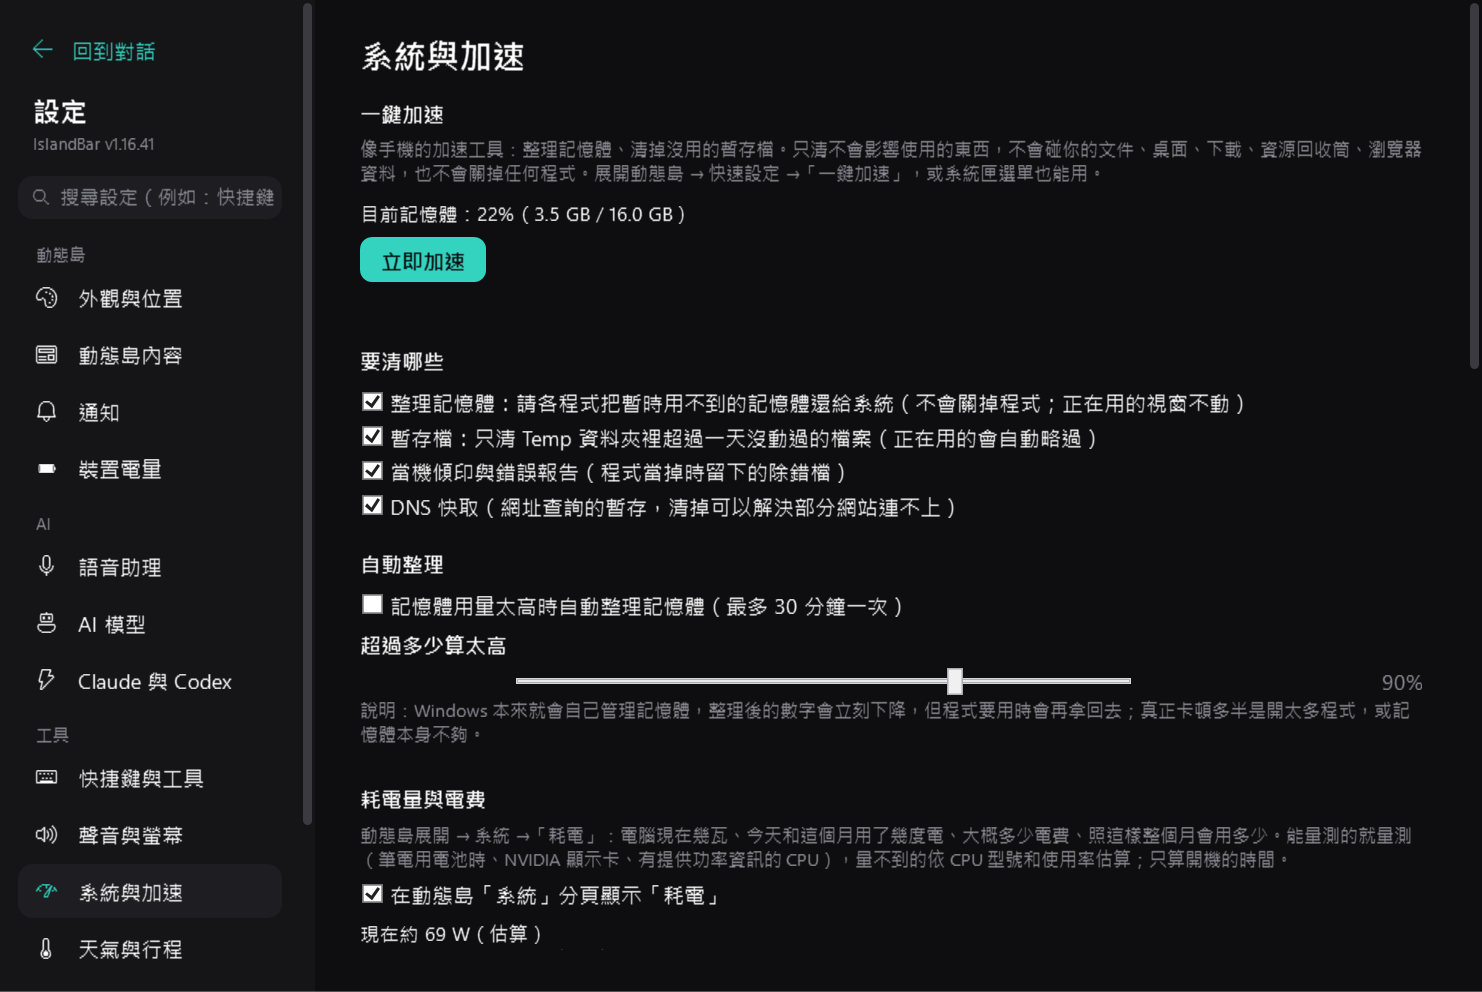 回到對話
設定
IslandBar v1.16.41
搜尋設定（例如：快捷鍵
動態島
外觀與位置
動態島內容
通知
裝置電量
AI
語音助理
AI 模型
Claude 與 Codex
工具
快捷鍵與工具
聲音與螢幕
系統與加速
天氣與行程
系統與加速
一鍵加速
像手機的加速工具：整理記憶體、清掉沒用的暫存檔。只清不會影響使用的東西，不會碰你的文件、桌面、下載、資源回收筒、瀏覽器
資料，也不會關掉任何程式。展開動態島 → 快速設定 →「一鍵加速」，或系統匣選單也能用。
目前記憶體：22%（3.5 GB / 16.0 GB）
立即加速
要清哪些
整理記憶體：請各程式把暫時用不到的記憶體還給系統（不會關掉程式；正在用的視窗不動）
暫存檔：只清 Temp 資料夾裡超過一天沒動過的檔案（正在用的會自動略過）
當機傾印與錯誤報告（程式當掉時留下的除錯檔）
DNS 快取（網址查詢的暫存，清掉可以解決部分網站連不上）
自動整理
記憶體用量太高時自動整理記憶體（最多 30 分鐘一次）
超過多少算太高
90%
說明：Windows 本來就會自己管理記憶體，整理後的數字會立刻下降，但程式要用時會再拿回去；真正卡頓多半是開太多程式，或記
憶體本身不夠。
耗電量與電費
動態島展開 → 系統 →「耗電」：電腦現在幾瓦、今天和這個月用了幾度電、大概多少電費、照這樣整個月會用多少。能量測的就量測
（筆電用電池時、NVIDIA 顯示卡、有提供功率資訊的 CPU），量不到的依 CPU 型號和使用率估算；只算開機的時間。
在動態島「系統」分頁顯示「耗電」
現在約 69 W（估算）